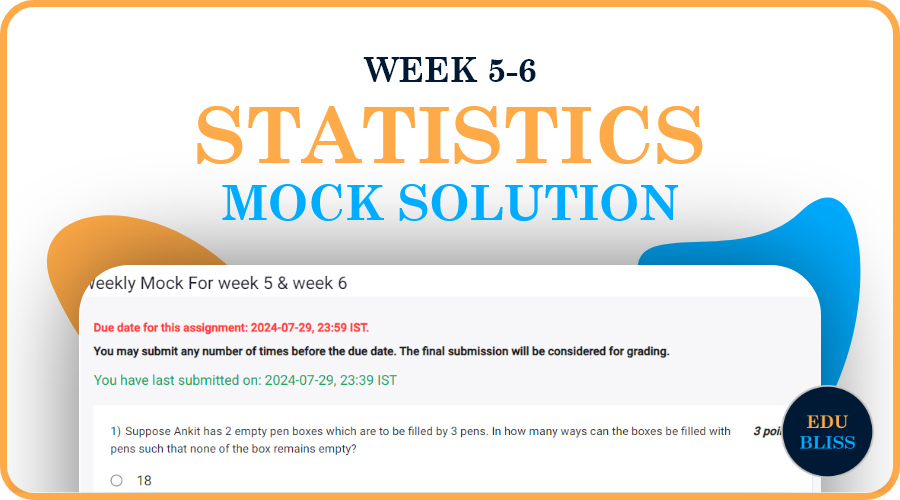 WEEK 5-6
STATISTICS
MOCK SOLUTION
Weekly Mock For week 5 & week 6
Due date for this assignment: 2024-07-29, 23:59 IST.
You may submit any number of times before the due date. The final submission will be considered for grading.
You have last submitted on: 2024-07-29, 23:39 IST
1) Suppose Ankit has 2 empty pen boxes which are to be filled by 3 pens. In how many ways can the boxes be filled with 3 poi
pens such that none of the box remains empty?
18
EDU
BLISS